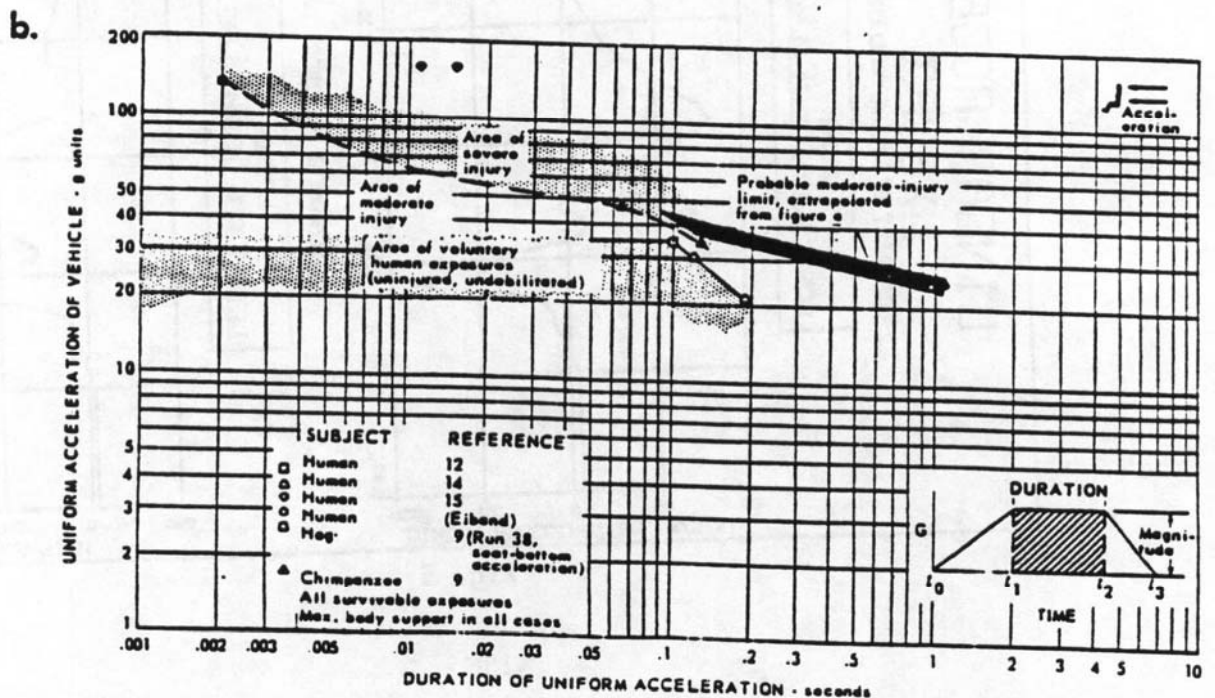 b.
200
100
50
40
30
20
10
5
4
3
2
1
UNIFORM ACCELERATION OF VEHICLE - g units
Accel-
eration
Area of
severe
injury
Area of
moderate
injury
Probable moderate-injury
limit, extrapolated
from figure a
Area of voluntary
human exposures
(uninjured, undebilitated)
SUBJECT REFERENCE
Human 12
Human 14
Human 15
Human (Eiband)
Hog 9 (Run 38,
seat-bottom
acceleration)
Chimpanzee 9
All survivable exposures
Max. body support in all cases
DURATION
G
Magni-
tude
t0 t1 t2 t3
TIME
.001 .002 .003 .005 .01 .02 .03 .05 .1 .2 .3 .5 1 2 3 4 5 10
DURATION OF UNIFORM ACCELERATION - seconds